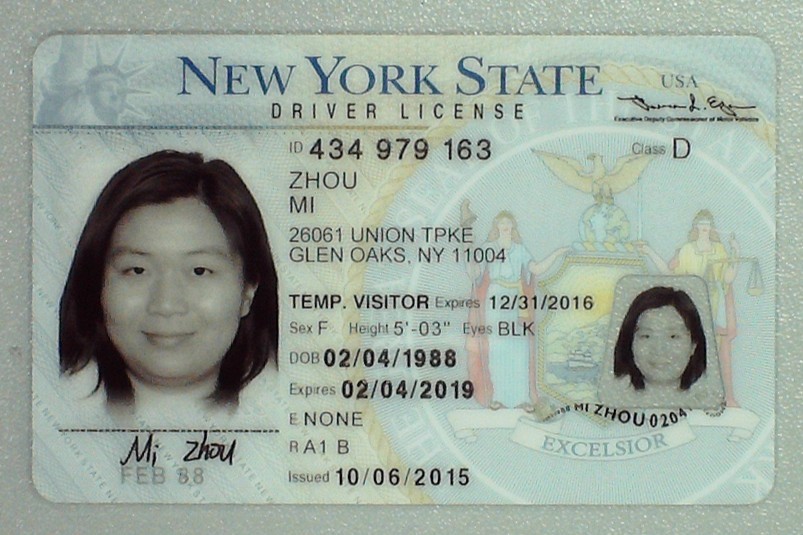 NEW YORK STATE
USA
DRIVER LICENSE
Executive Deputy Commissioner of Motor Vehicles
ID 434 979 163
Class D
ZHOU
MI
26061 UNION TPKE
GLEN OAKS, NY 11004
TEMP. VISITOR Expires 12/31/2016
Sex F Height 5'-03" Eyes BLK
DOB 02/04/1988
Expires 02/04/2019
E NONE
R A1 B
Issued 10/06/2015
Mi Zhou
FEB 88
MI ZHOU 0204
EXCELSIOR